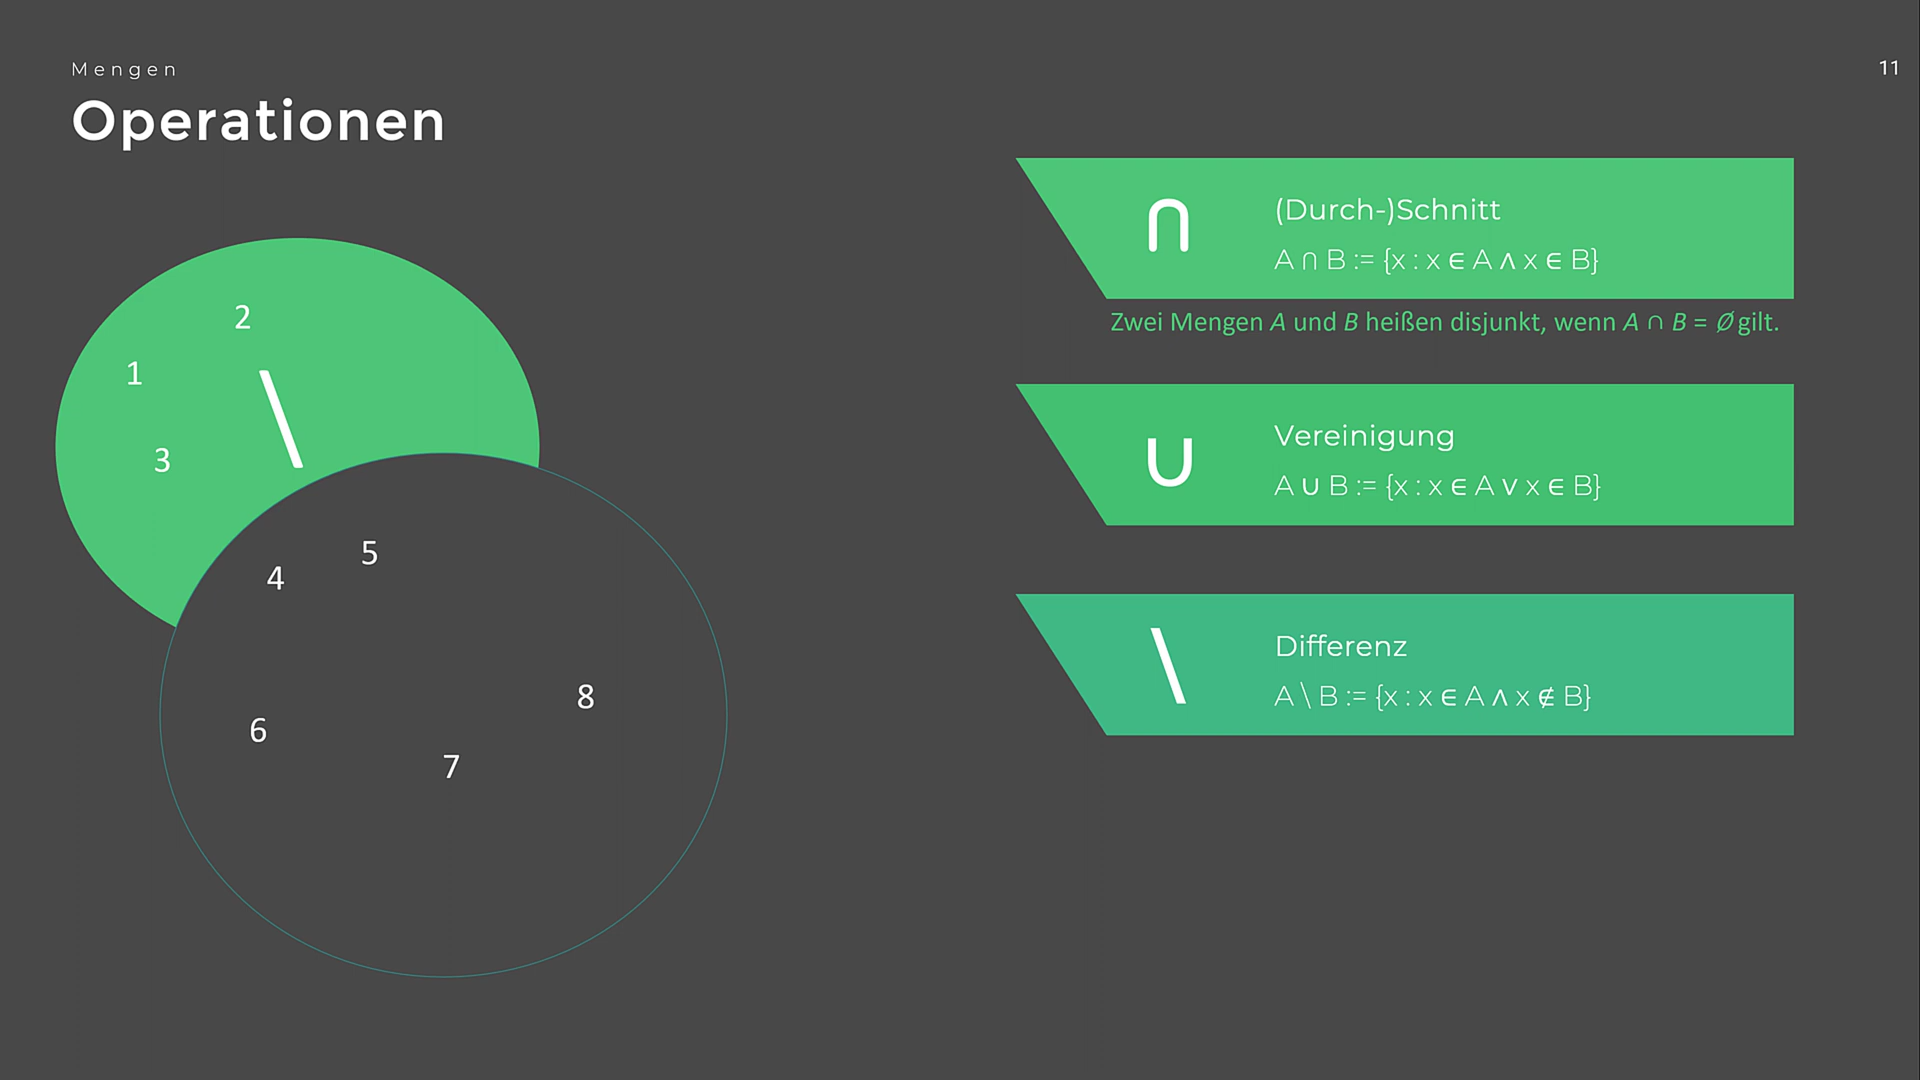 Mengen
11
Operationen
2
1
\
3
5
4
8
6
7
∩
(Durch-)Schnitt
A ∩ B := {x : x ∈ A ∧ x ∈ B}
Zwei Mengen A und B heißen disjunkt, wenn A ∩ B = Ø gilt.
∪
Vereinigung
A ∪ B := {x : x ∈ A ∨ x ∈ B}
\
Differenz
A \ B := {x : x ∈ A ∧ x ∉ B}